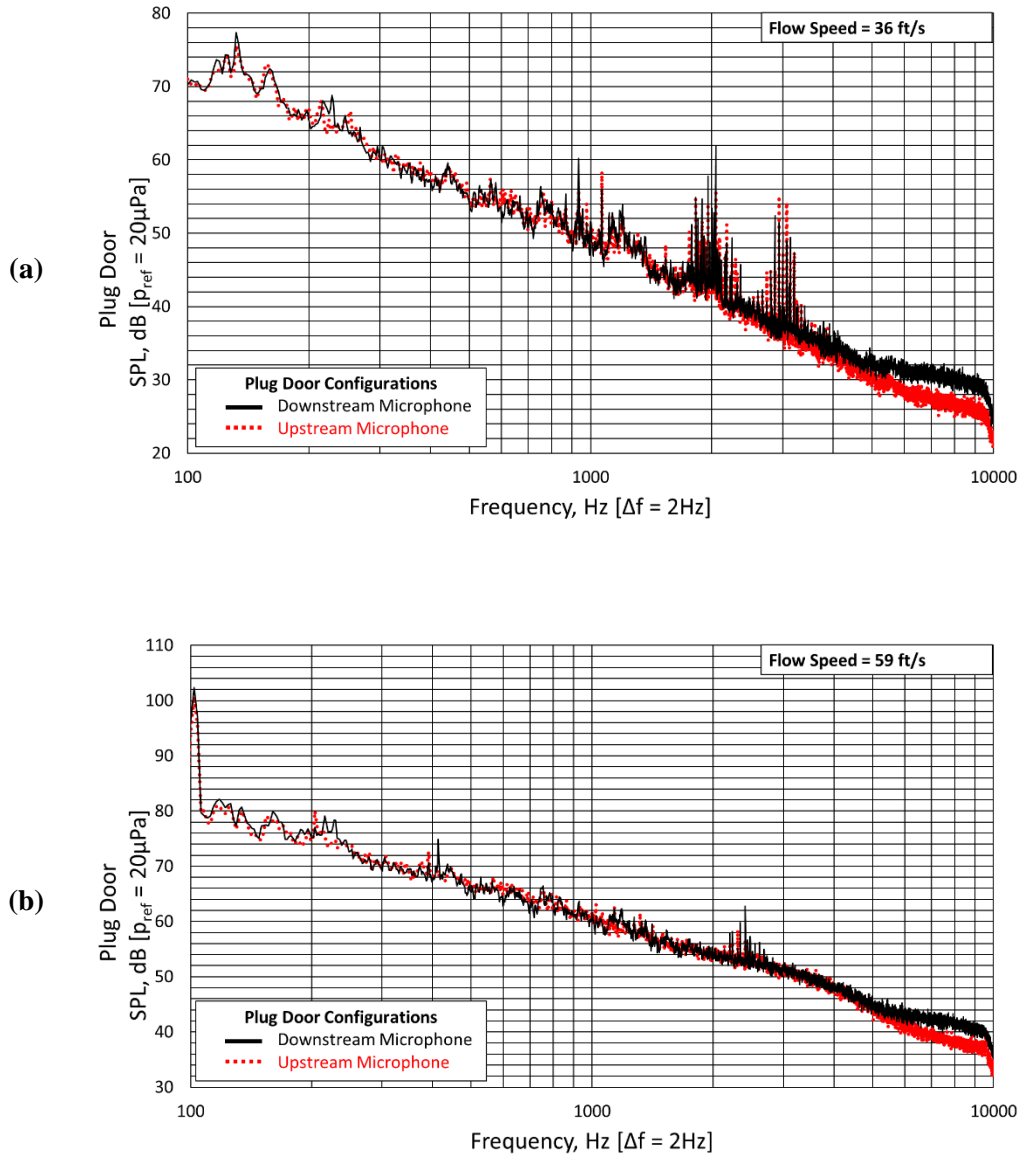 (a)
Plug Door
SPL, dB [p_ref = 20µPa]
80
70
60
50
40
30
20
Flow Speed = 36 ft/s
Plug Door Configurations
Downstream Microphone
Upstream Microphone
100
1000
10000
Frequency, Hz [Δf = 2Hz]
(b)
Plug Door
SPL, dB [p_ref = 20µPa]
110
100
90
80
70
60
50
40
30
Flow Speed = 59 ft/s
Plug Door Configurations
Downstream Microphone
Upstream Microphone
100
1000
10000
Frequency, Hz [Δf = 2Hz]